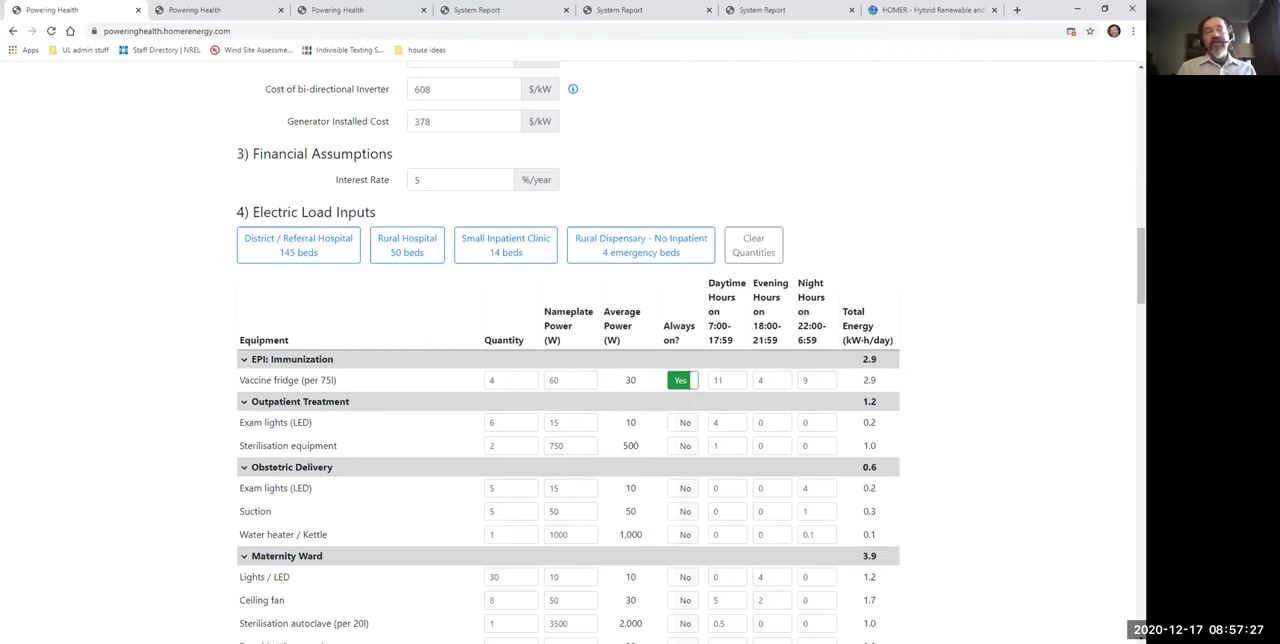 Powering Health
Powering Health
Powering Health
System Report
System Report
System Report
HOMER - Hybrid Renewable and
poweringhealth.homerenergy.com
Apps UL admin stuff Staff Directory | NREL Wind Site Assessme... Indivisible Texting S... house ideas
Cost of bi-directional Inverter 608 $/kW
Generator Installed Cost 378 $/kW
3) Financial Assumptions
Interest Rate 5 %/year
4) Electric Load Inputs
District / Referral Hospital
145 beds
Rural Hospital
50 beds
Small Inpatient Clinic
14 beds
Rural Dispensary - No Inpatient
4 emergency beds
Clear
Quantities
Equipment
Quantity
Nameplate
Power
(W)
Average
Power
(W)
Always
on?
Daytime
Hours
on
7:00-
17:59
Evening
Hours
on
18:00-
21:59
Night
Hours
on
22:00-
6:59
Total
Energy
(kW·h/day)
EPI: Immunization 2.9
Vaccine fridge (per 75l) 4 60 30 Yes 11 4 9 2.9
Outpatient Treatment 1.2
Exam lights (LED) 6 15 10 No 4 0 0 0.2
Sterilisation equipment 2 750 500 No 1 0 0 1.0
Obstetric Delivery 0.6
Exam lights (LED) 5 15 10 No 0 0 4 0.2
Suction 5 50 50 No 0 0 1 0.3
Water heater / Kettle 1 1000 1,000 No 0 0 0.1 0.1
Maternity Ward 3.9
Lights / LED 30 10 10 No 0 4 0 1.2
Ceiling fan 8 50 30 No 5 2 0 1.7
Sterilisation autoclave (per 20l) 1 3500 2,000 No 0.5 0 0 1.0
2020-12-17 08:57:27